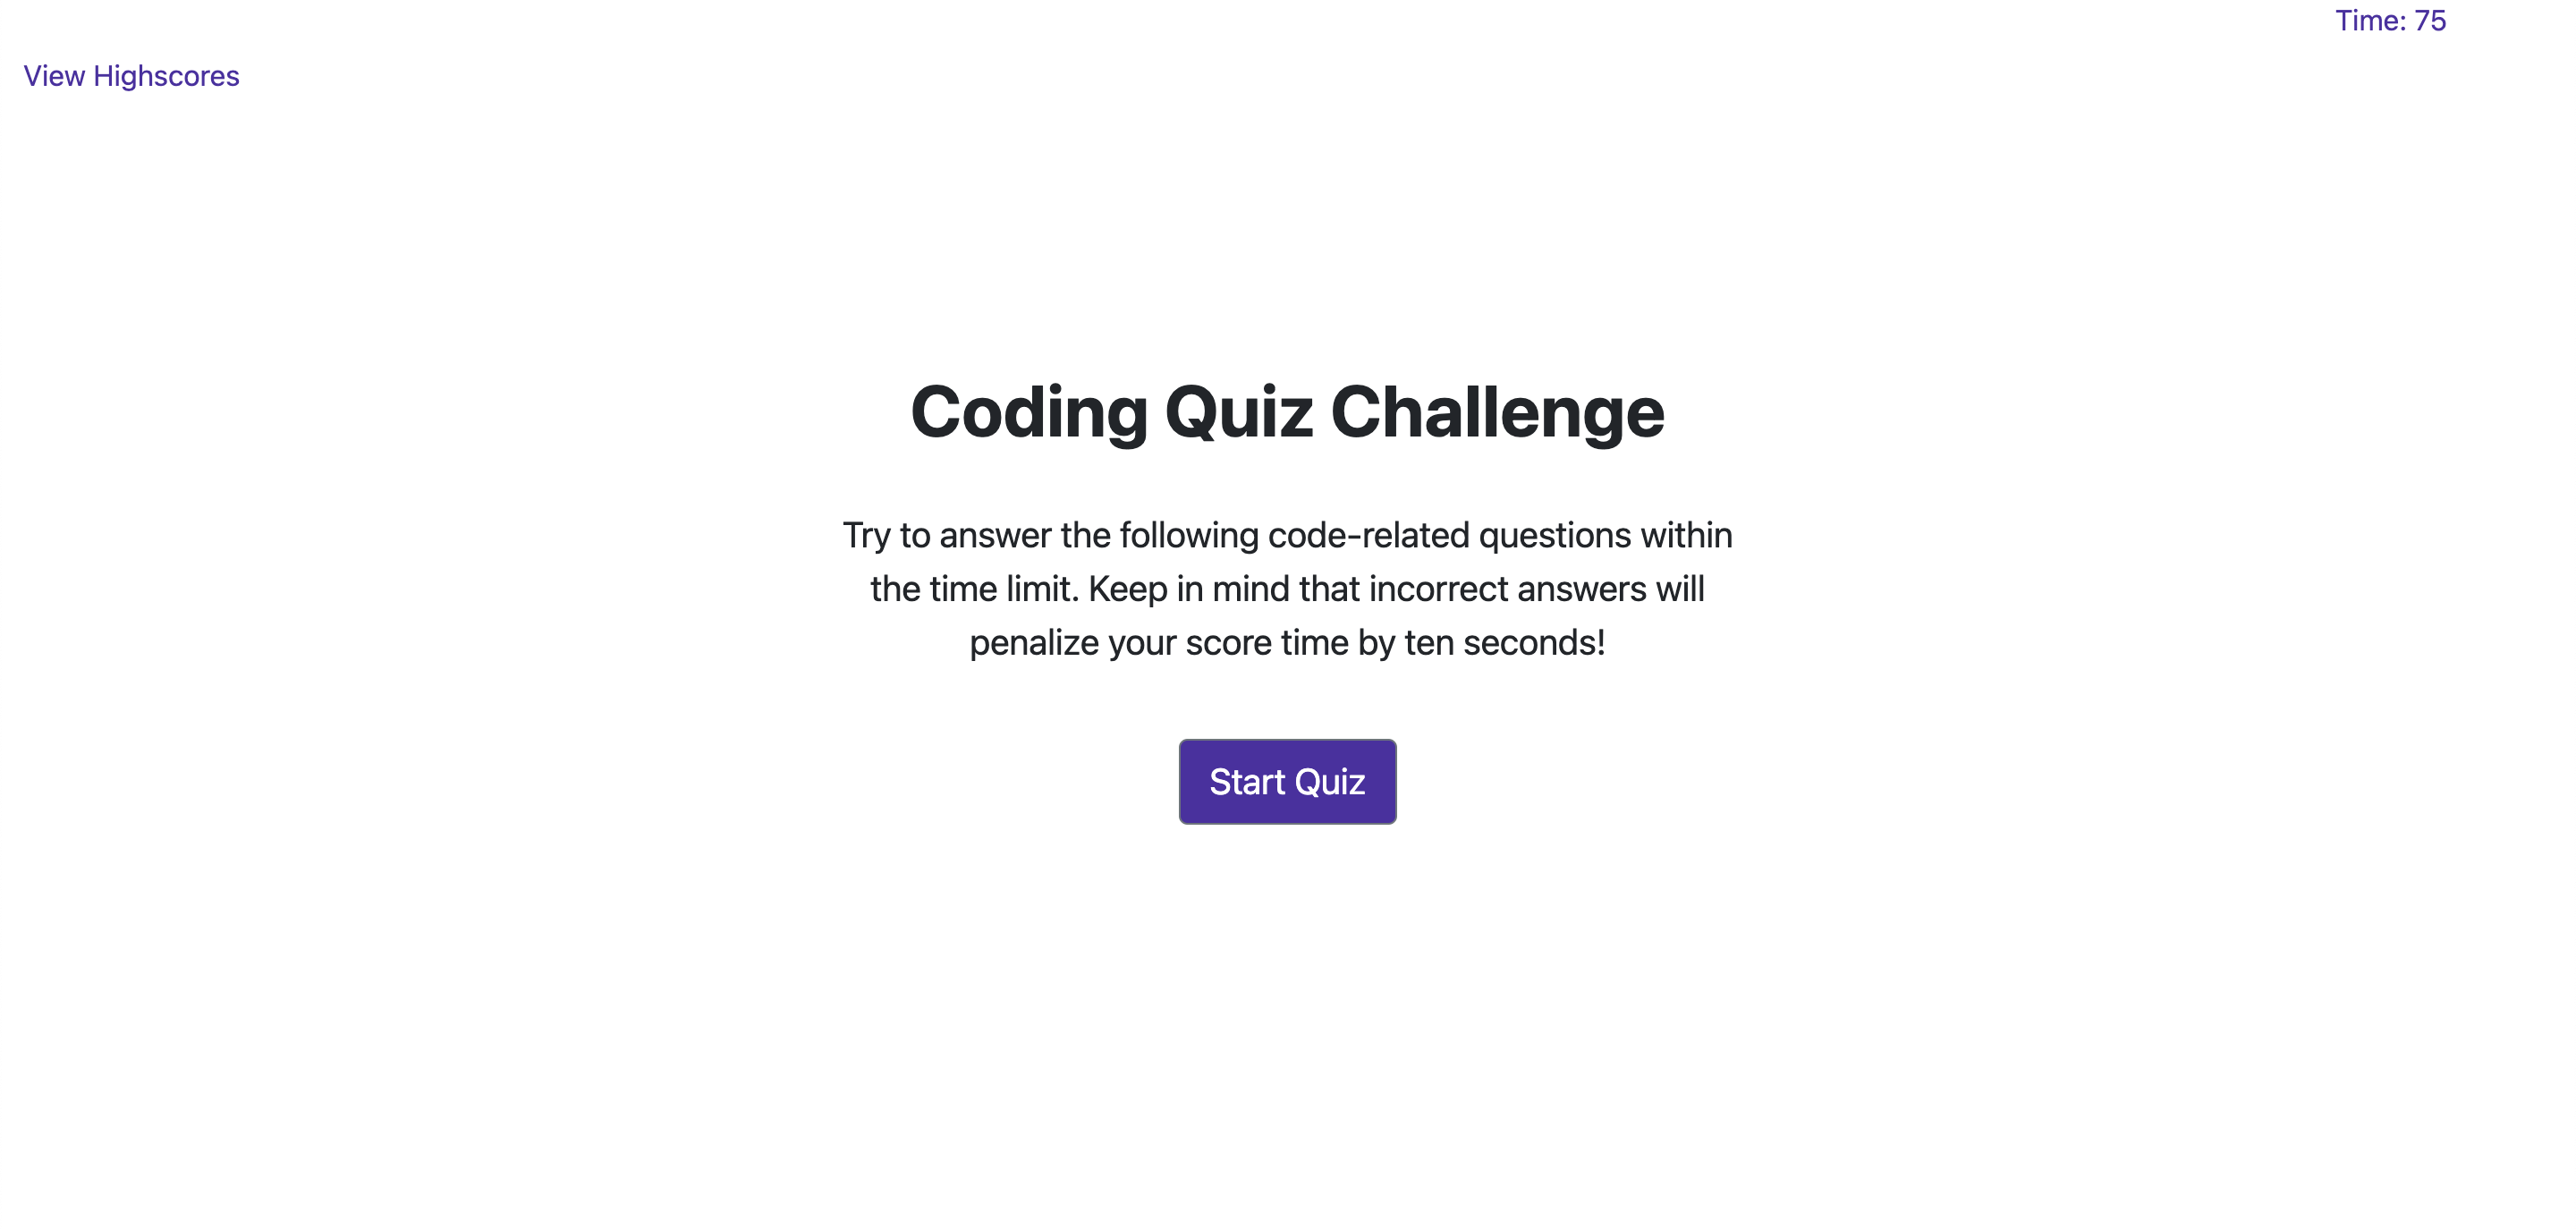 Time: 75
View Highscores
Coding Quiz Challenge
Try to answer the following code-related questions within
the time limit. Keep in mind that incorrect answers will
penalize your score time by ten seconds!
Start Quiz